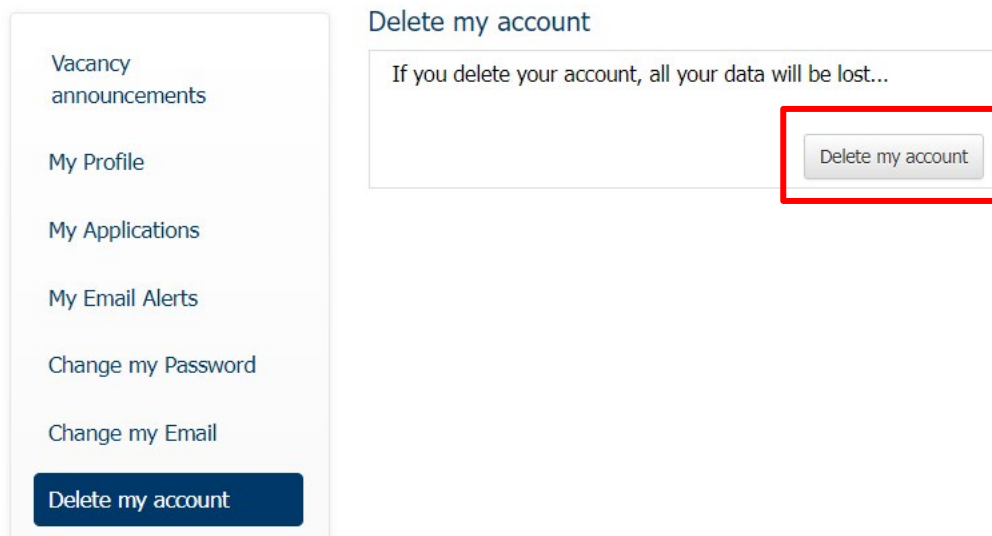 Vacancy
announcements
My Profile
My Applications
My Email Alerts
Change my Password
Change my Email
Delete my account
Delete my account
If you delete your account, all your data will be lost...
Delete my account